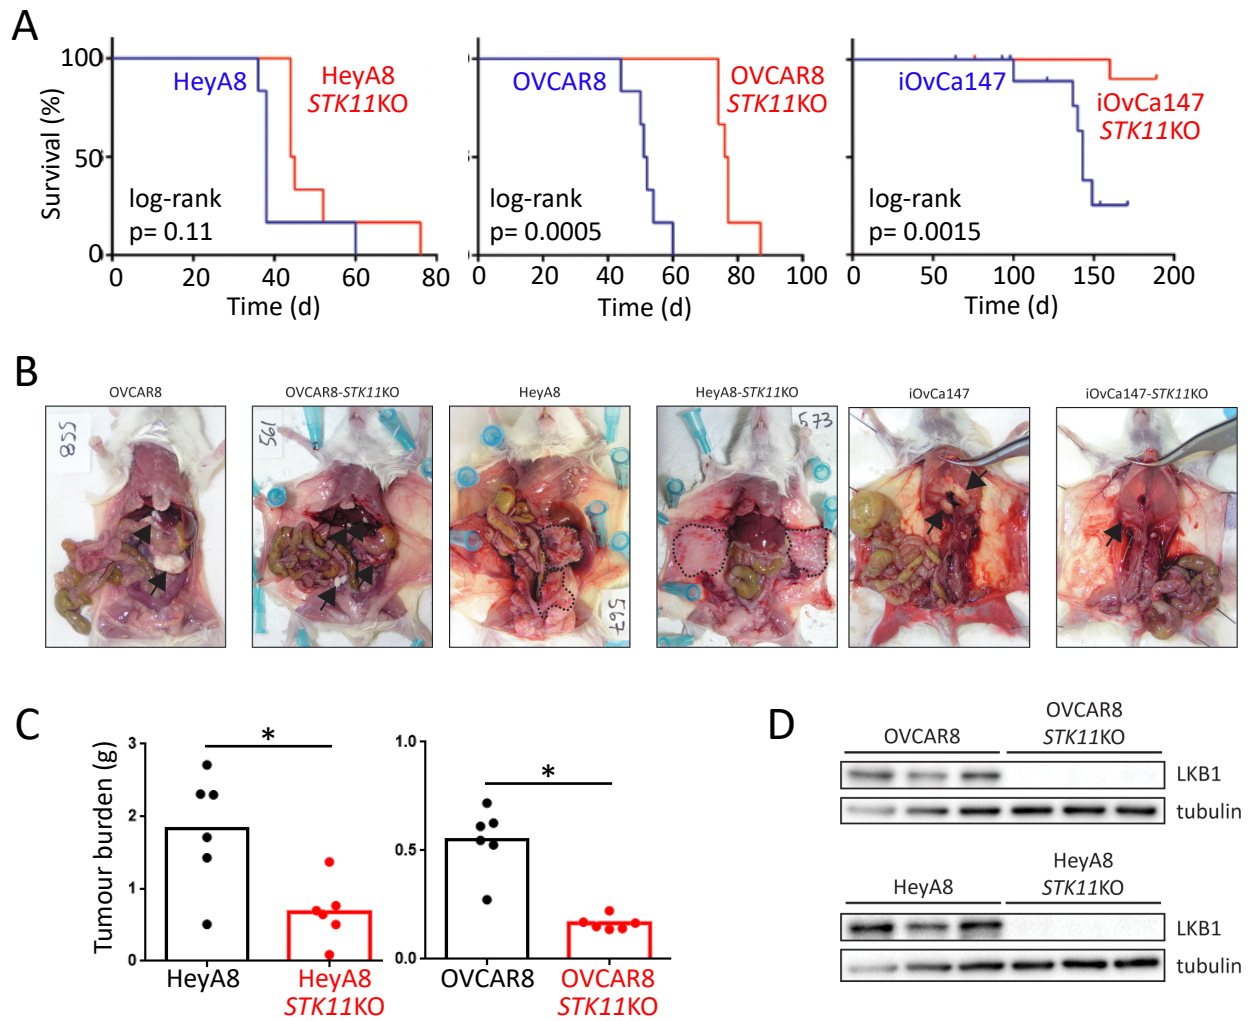 A
Survival (%)
100
50
0
HeyA8
HeyA8
STK11KO
log-rank
p= 0.11
0 20 40 60 80
Time (d)
OVCAR8
OVCAR8
STK11KO
log-rank
p= 0.0005
0 20 40 60 80 100
Time (d)
iOvCa147
iOvCa147
STK11KO
log-rank
p= 0.0015
0 50 100 150 200
Time (d)
B
OVCAR8
OVCAR8-STK11KO
HeyA8
HeyA8-STK11KO
iOvCa147
iOvCa147-STK11KO
855
561
567
573
C
Tumour burden (g)
3
2
1
0
*
HeyA8
HeyA8
STK11KO
1.0
0.5
0.0
*
OVCAR8
OVCAR8
STK11KO
D
OVCAR8
OVCAR8
STK11KO
LKB1
tubulin
HeyA8
HeyA8
STK11KO
LKB1
tubulin